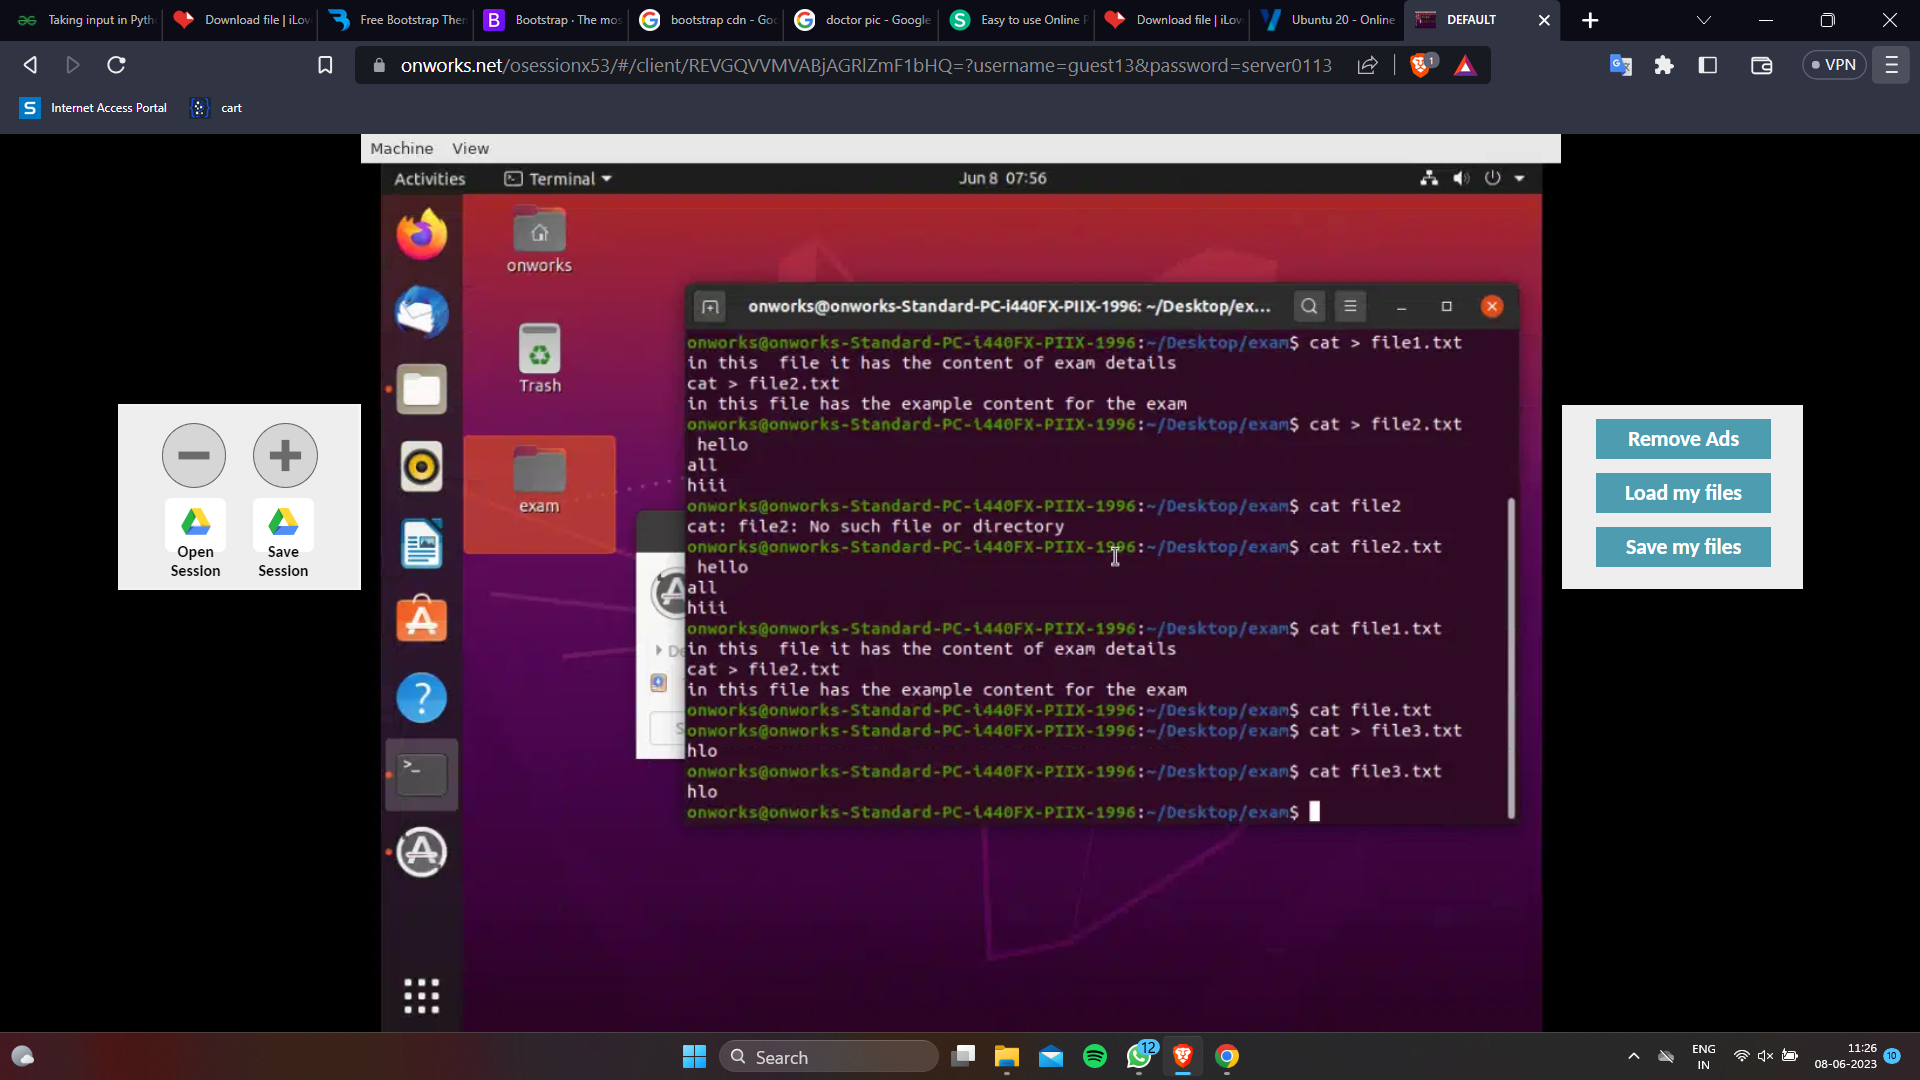 Taking input in Pyth
Download file | iLov
Free Bootstrap Then
Bootstrap · The mos
bootstrap cdn - Goo
doctor pic - Google
Easy to use Online P
Download file | iLov
Ubuntu 20 - Online
DEFAULT
onworks.net/osessionx53/#/client/REVGQVVMVABjAGRlZmF1bHQ=?username=guest13&password=server0113
1
VPN
Internet Access Portal
cart
Machine View
Activities
Terminal
Jun 8 07:56
onworks
Trash
exam
Open Session
Save Session
Remove Ads
Load my files
Save my files
onworks@onworks-Standard-PC-i440FX-PIIX-1996: ~/Desktop/ex...
onworks@onworks-Standard-PC-i440FX-PIIX-1996:~/Desktop/exam$ cat > file1.txt
in this  file it has the content of exam details
cat > file2.txt
in this file has the example content for the exam
onworks@onworks-Standard-PC-i440FX-PIIX-1996:~/Desktop/exam$ cat > file2.txt
 hello
all
hiii
onworks@onworks-Standard-PC-i440FX-PIIX-1996:~/Desktop/exam$ cat file2
cat: file2: No such file or directory
onworks@onworks-Standard-PC-i440FX-PIIX-1996:~/Desktop/exam$ cat file2.txt
 hello
all
hiii
onworks@onworks-Standard-PC-i440FX-PIIX-1996:~/Desktop/exam$ cat file1.txt
in this  file it has the content of exam details
cat > file2.txt
in this file has the example content for the exam
onworks@onworks-Standard-PC-i440FX-PIIX-1996:~/Desktop/exam$ cat file.txt
onworks@onworks-Standard-PC-i440FX-PIIX-1996:~/Desktop/exam$ cat > file3.txt
hlo
onworks@onworks-Standard-PC-i440FX-PIIX-1996:~/Desktop/exam$ cat file3.txt
hlo
onworks@onworks-Standard-PC-i440FX-PIIX-1996:~/Desktop/exam$
De
S
Search
12
ENG
IN
11:26
08-06-2023
10